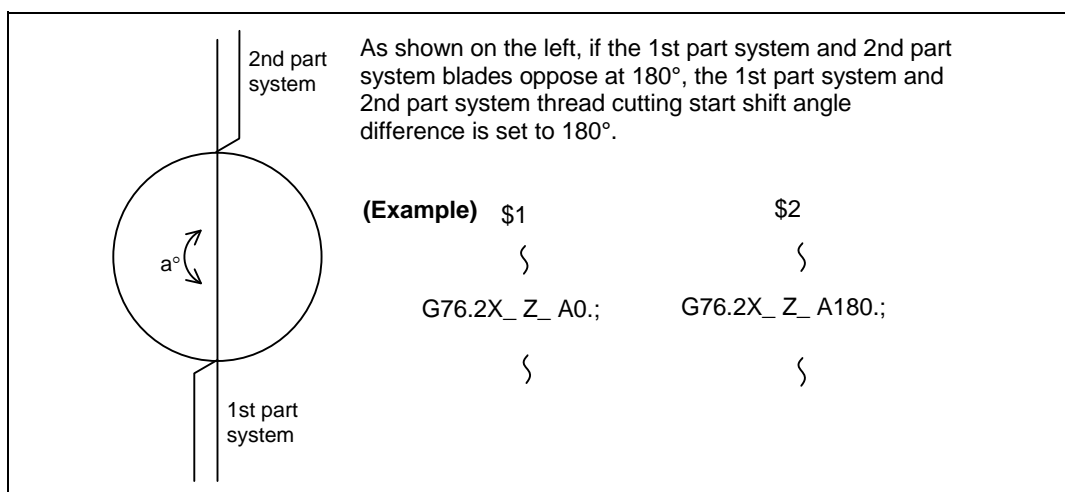 2nd part
system
As shown on the left, if the 1st part system and 2nd part
system blades oppose at 180°, the 1st part system and
2nd part system thread cutting start shift angle
difference is set to 180°.
(Example) $1 $2
a°
G76.2X_ Z_ A0.; G76.2X_ Z_ A180.;
1st part
system